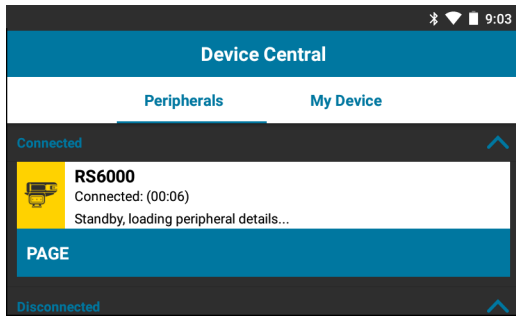 9:03
Device Central
Peripherals My Device
Connected
RS6000
Connected: (00:06)
Standby, loading peripheral details...
PAGE
Disconnected